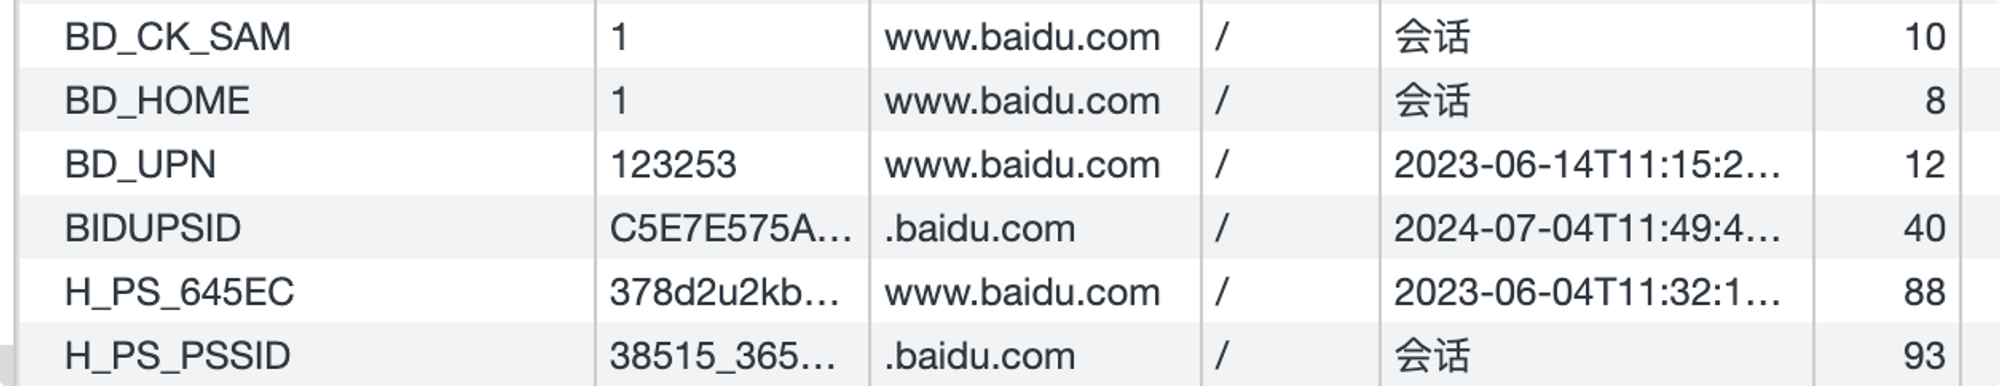 BD_CK_SAM 1 www.baidu.com / 会话 10
BD_HOME 1 www.baidu.com / 会话 8
BD_UPN 123253 www.baidu.com / 2023-06-14T11:15:2... 12
BIDUPSID C5E7E575A... .baidu.com / 2024-07-04T11:49:4... 40
H_PS_645EC 378d2u2kb... www.baidu.com / 2023-06-04T11:32:1... 88
H_PS_PSSID 38515_365... .baidu.com / 会话 93